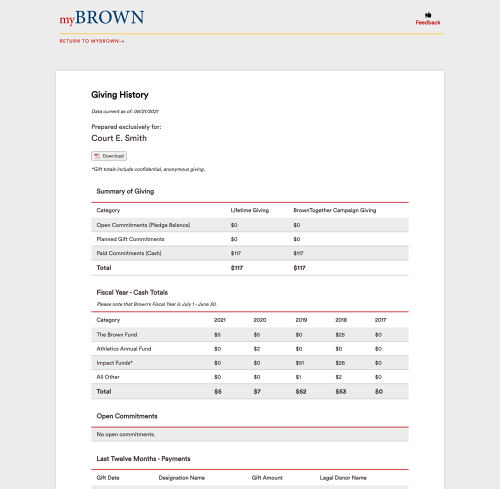 myBROWN
Feedback
RETURN TO MYBROWN→
Giving History
Data current as of: 06/21/2021
Prepared exclusively for:
Court E. Smith
Download
*Gift totals include confidential, anonymous giving.
Summary of Giving
Category Lifetime Giving BrownTogether Campaign Giving
Open Commitments (Pledge Balance) $0 $0
Planned Gift Commitments $0 $0
Paid Commitments (Cash) $117 $117
Total $117 $117
Fiscal Year - Cash Totals
Please note that Brown's Fiscal Year is July 1 - June 30.
Category 2021 2020 2019 2018 2017
The Brown Fund $5 $5 $0 $25 $0
Athletics Annual Fund $0 $2 $0 $0 $0
Impact Funds* $0 $0 $51 $26 $0
All Other $0 $0 $1 $2 $0
Total $5 $7 $52 $53 $0
Open Commitments
No open commitments.
Last Twelve Months - Payments
Gift Date Designation Name Gift Amount Legal Donor Name